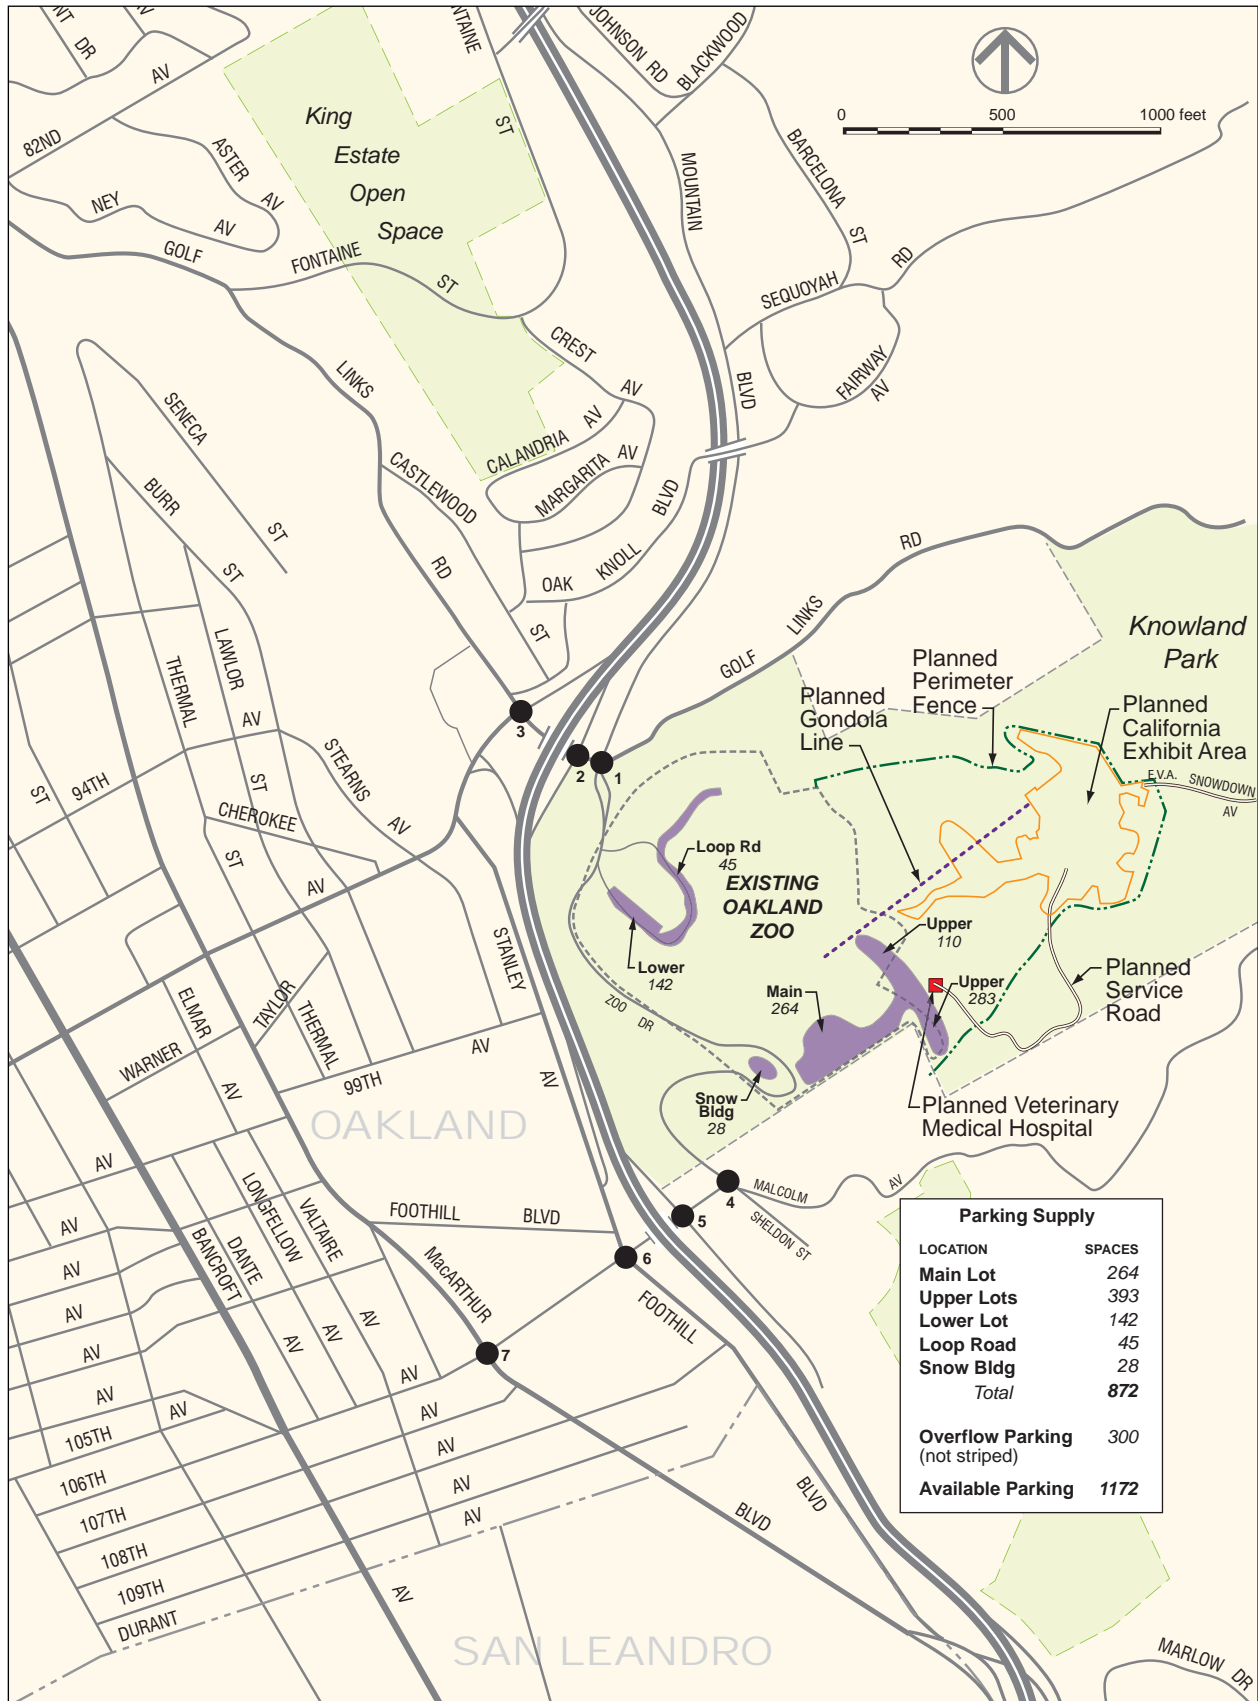 NT DR
AV
AV
82ND
ASTER
AV
NEY
AV
GOLF
FONTAINE
ST
King
Estate
Open
Space
NTAINE
ST
JOHNSON RD
BLACKWOOD
0 500 1000 feet
MOUNTAIN
BLVD
BARCELONA
ST
SEQUOYAH
RD
FAIRWAY
AV
CREST
AV
LINKS
RD
CALANDRIA
AV
MARGARITA
AV
CASTLEWOOD
ST
OAK
KNOLL
BLVD
SENECA
ST
BURR
ST
LAWLOR
ST
THERMAL
ST
AV
STEARNS
AV
94TH
ST
CHEROKEE
AV
GOLF
LINKS
RD
Knowland
Park
Planned
Perimeter
Fence
Planned
Gondola
Line
Planned
California
Exhibit Area
E.V.A.
SNOWDOWN
AV
3
2
1
Loop Rd
45
EXISTING
OAKLAND
ZOO
Lower
142
Upper
110
Upper
283
Main
264
Planned
Service
Road
ZOO DR
Snow
Bldg
28
Planned Veterinary
Medical Hospital
STANLEY
AV
ELMAR
AV
TAYLOR
THERMAL
WARNER
99TH
AV
OAKLAND
AV
LONGFELLOW
AV
VALTAIRE
AV
DANTE
AV
BANCROFT
AV
FOOTHILL
BLVD
MacARTHUR
BLVD
4
MALCOLM
AV
SHELDON ST
5
6
FOOTHILL
BLVD
7
AV
AV
AV
AV
AV
AV
AV
105TH
AV
106TH
AV
107TH
AV
108TH
AV
109TH
AV
DURANT
SAN LEANDRO
MARLOW DR
Parking Supply
LOCATION SPACES
Main Lot 264
Upper Lots 393
Lower Lot 142
Loop Road 45
Snow Bldg 28
Total 872
Overflow Parking 300
(not striped)
Available Parking 1172